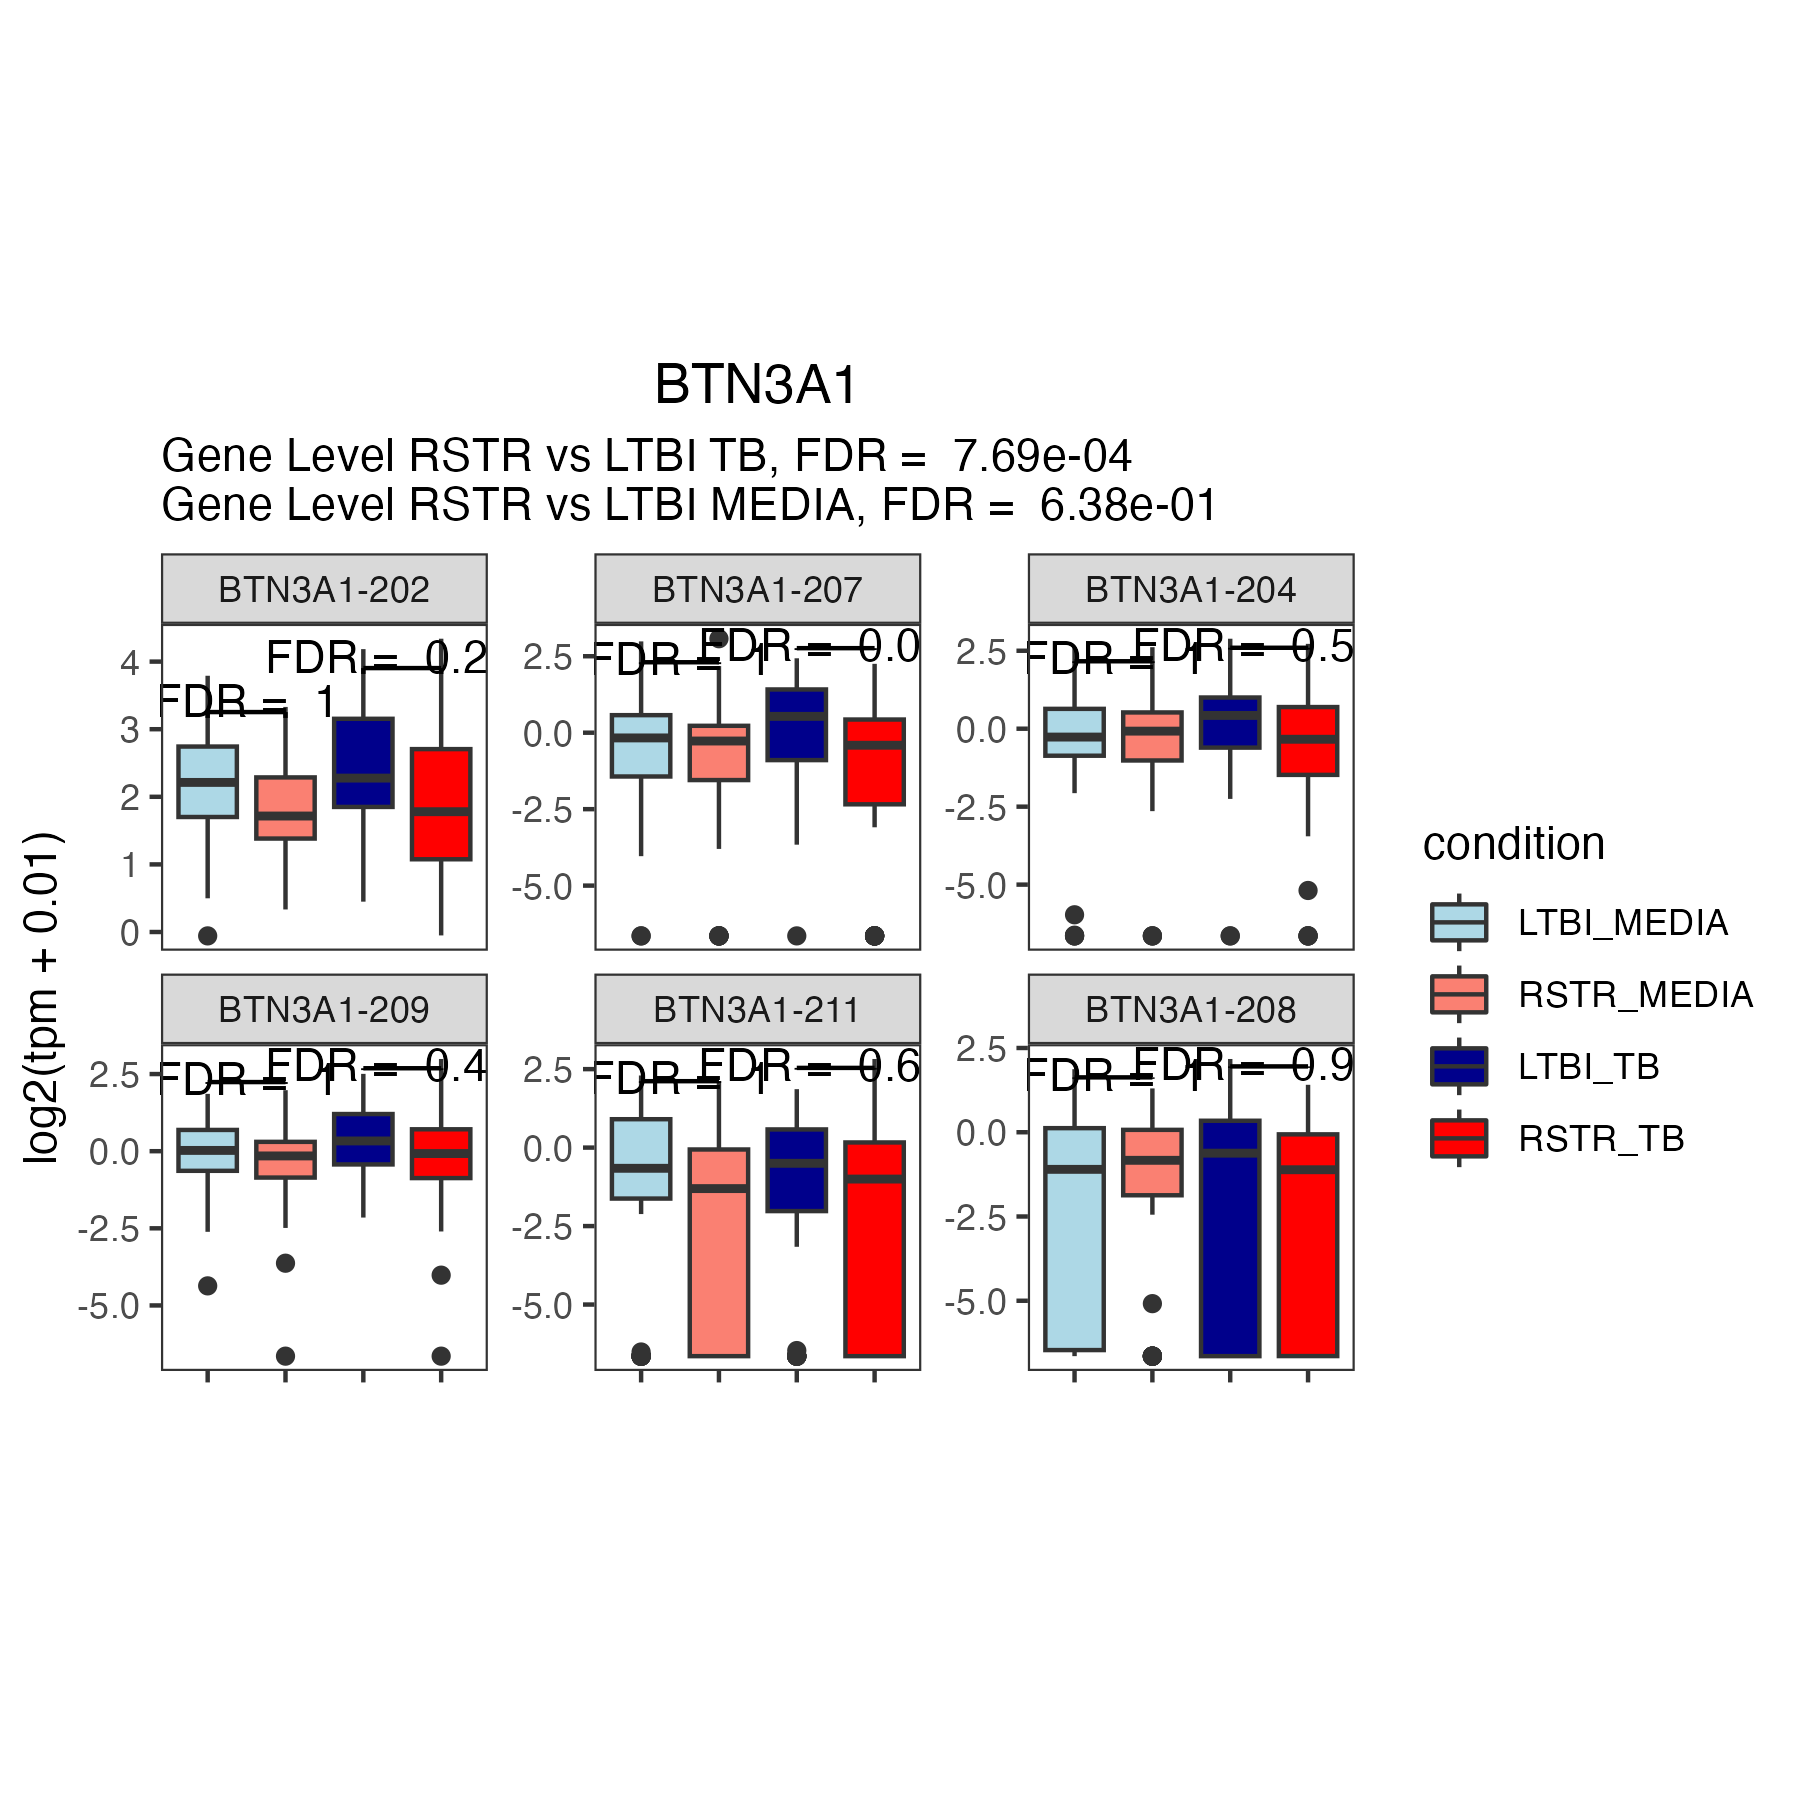 BTN3A1
Gene Level RSTR vs LTBI TB, FDR = 7.69e-04
Gene Level RSTR vs LTBI MEDIA, FDR = 6.38e-01
BTN3A1-202
BTN3A1-207
BTN3A1-204
FDR = 0.2
FDR = 1
4
3
2
1
0
FDR = 1
FDR = 0.0
2.5
0.0
-2.5
-5.0
FDR = 1
FDR = 0.5
2.5
0.0
-2.5
-5.0
BTN3A1-209
BTN3A1-211
BTN3A1-208
FDR = 1
FDR = 0.4
2.5
0.0
-2.5
-5.0
FDR = 1
FDR = 0.6
2.5
0.0
-2.5
-5.0
FDR = 1
FDR = 0.9
2.5
0.0
-2.5
-5.0
log2(tpm + 0.01)
condition
LTBI_MEDIA
RSTR_MEDIA
LTBI_TB
RSTR_TB